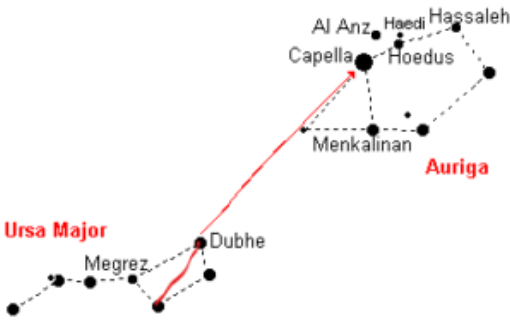 Hassaleh
Haedi
Al Anz
Capella
Hoedus
Menkalinan
Auriga
Ursa Major
Dubhe
Megrez